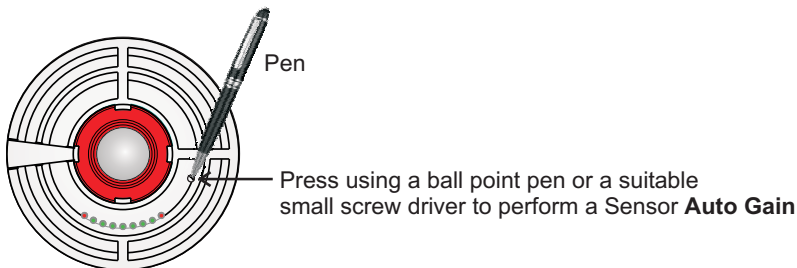 Pen
Press using a ball point pen or a suitable
small screw driver to perform a Sensor Auto Gain